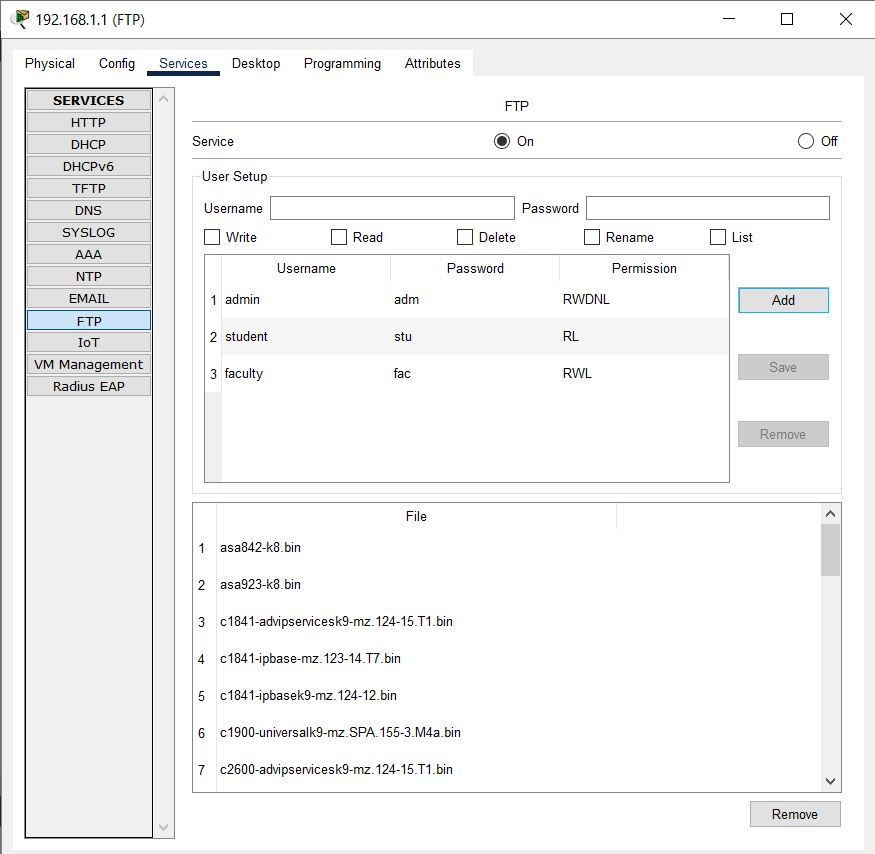 192.168.1.1 (FTP)
Physical Config Services Desktop Programming Attributes
SERVICES
HTTP
DHCP
DHCPv6
TFTP
DNS
SYSLOG
AAA
NTP
EMAIL
FTP
IoT
VM Management
Radius EAP
FTP
Service On Off
User Setup
Username Password
Write Read Delete Rename List
Username Password Permission
1 admin adm RWDNL
2 student stu RL
3 faculty fac RWL
Add
Save
Remove
File
1 asa842-k8.bin
2 asa923-k8.bin
3 c1841-advipservicesk9-mz.124-15.T1.bin
4 c1841-ipbase-mz.123-14.T7.bin
5 c1841-ipbasek9-mz.124-12.bin
6 c1900-universalk9-mz.SPA.155-3.M4a.bin
7 c2600-advipservicesk9-mz.124-15.T1.bin
Remove